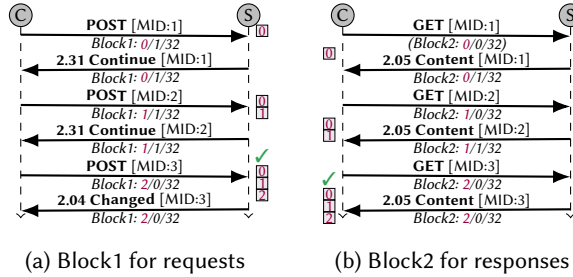 C
S
POST [MID:1]
Block1: 0/1/32
0
2.31 Continue [MID:1]
Block1: 0/1/32
POST [MID:2]
Block1: 1/1/32
0
1
2.31 Continue [MID:2]
Block1: 1/1/32
✓
POST [MID:3]
Block1: 2/0/32
0
1
2
2.04 Changed [MID:3]
Block1: 2/0/32
(a) Block1 for requests
C
S
GET [MID:1]
(Block2: 0/0/32)
0
2.05 Content [MID:1]
Block2: 0/1/32
GET [MID:2]
Block2: 1/0/32
0
1
2.05 Content [MID:2]
Block2: 1/1/32
✓
GET [MID:3]
Block2: 2/0/32
0
1
2
2.05 Content [MID:3]
Block2: 2/0/32
(b) Block2 for responses